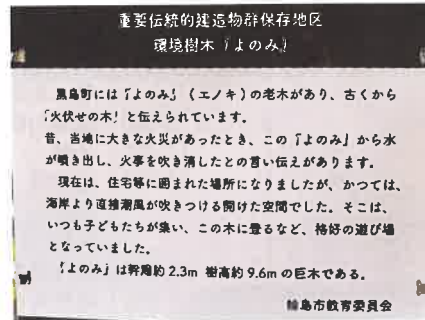 重要伝統的建造物群保存地区
環境樹木「よのみ」
黒島町には「よのみ」（エノキ）の老木があり、古くから
「火伏せの木」と伝えられています。
昔、当地に大きな火災があったとき、この「よのみ」から水
が噴き出し、火事を吹き消したとの言い伝えがあります。
現在は、住宅等に囲まれた場所になりましたが、かつては、
海岸より直接潮風が吹きつける開けた空間でした。そこは、
いつも子どもたちが集い、この木に登るなど、格好の遊び場
となっていました。
「よのみ」は幹周約2.3m 樹高約9.6mの巨木である。
輪島市教育委員会